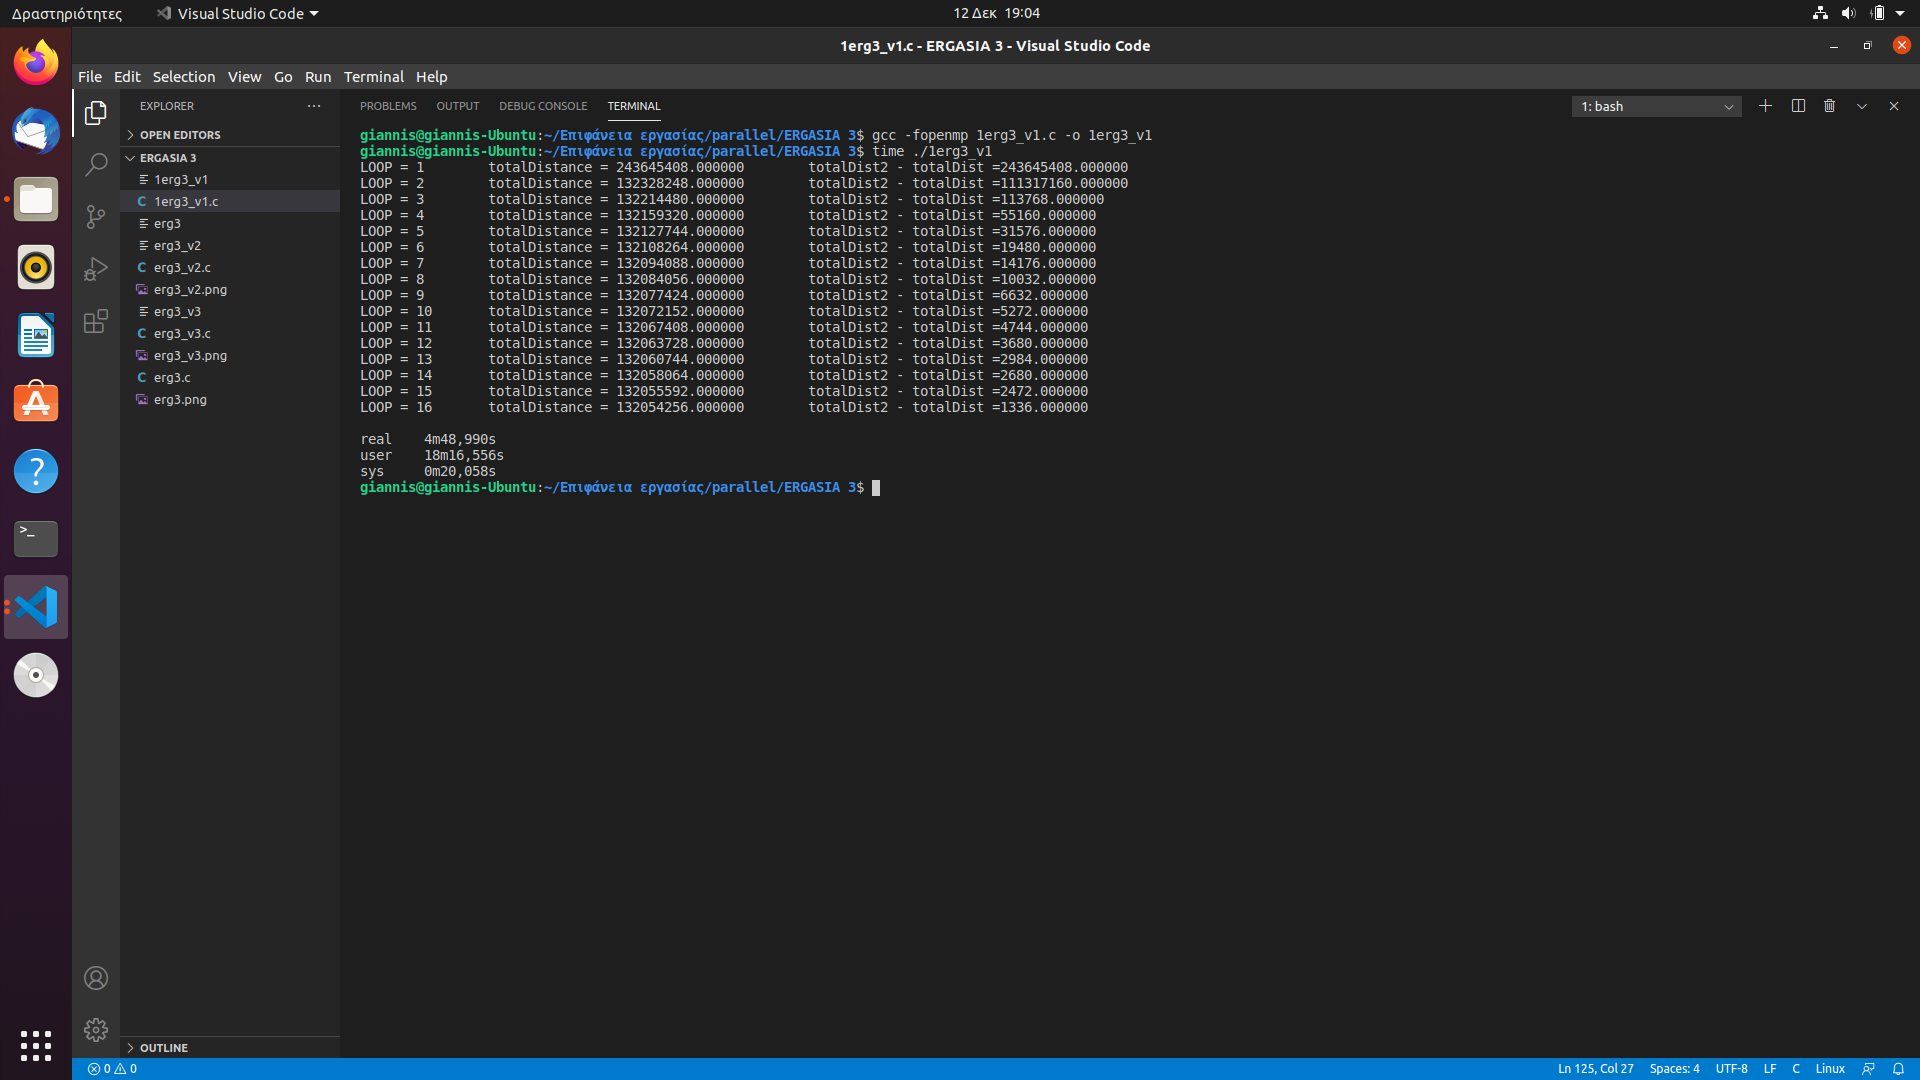 Δραστηριότητες Visual Studio Code 12 Δεκ 19:04
1erg3_v1.c - ERGASIA 3 - Visual Studio Code
File Edit Selection View Go Run Terminal Help
EXPLORER
OPEN EDITORS
ERGASIA 3
1erg3_v1
1erg3_v1.c
erg3
erg3_v2
erg3_v2.c
erg3_v2.png
erg3_v3
erg3_v3.c
erg3_v3.png
erg3.c
erg3.png
OUTLINE
PROBLEMS OUTPUT DEBUG CONSOLE TERMINAL 1: bash
giannis@giannis-Ubuntu:~/Επιφάνεια εργασίας/parallel/ERGASIA 3$ gcc -fopenmp 1erg3_v1.c -o 1erg3_v1
giannis@giannis-Ubuntu:~/Επιφάνεια εργασίας/parallel/ERGASIA 3$ time ./1erg3_v1
LOOP = 1 totalDistance = 243645408.000000 totalDist2 - totalDist =243645408.000000
LOOP = 2 totalDistance = 132328248.000000 totalDist2 - totalDist =111317160.000000
LOOP = 3 totalDistance = 132214480.000000 totalDist2 - totalDist =113768.000000
LOOP = 4 totalDistance = 132159320.000000 totalDist2 - totalDist =55160.000000
LOOP = 5 totalDistance = 132127744.000000 totalDist2 - totalDist =31576.000000
LOOP = 6 totalDistance = 132108264.000000 totalDist2 - totalDist =19480.000000
LOOP = 7 totalDistance = 132094088.000000 totalDist2 - totalDist =14176.000000
LOOP = 8 totalDistance = 132084056.000000 totalDist2 - totalDist =10032.000000
LOOP = 9 totalDistance = 132077424.000000 totalDist2 - totalDist =6632.000000
LOOP = 10 totalDistance = 132072152.000000 totalDist2 - totalDist =5272.000000
LOOP = 11 totalDistance = 132067408.000000 totalDist2 - totalDist =4744.000000
LOOP = 12 totalDistance = 132063728.000000 totalDist2 - totalDist =3680.000000
LOOP = 13 totalDistance = 132060744.000000 totalDist2 - totalDist =2984.000000
LOOP = 14 totalDistance = 132058064.000000 totalDist2 - totalDist =2680.000000
LOOP = 15 totalDistance = 132055592.000000 totalDist2 - totalDist =2472.000000
LOOP = 16 totalDistance = 132054256.000000 totalDist2 - totalDist =1336.000000
real 4m48,990s
user 18m16,556s
sys 0m20,058s
giannis@giannis-Ubuntu:~/Επιφάνεια εργασίας/parallel/ERGASIA 3$
0 0 Ln 125, Col 27 Spaces: 4 UTF-8 LF C Linux